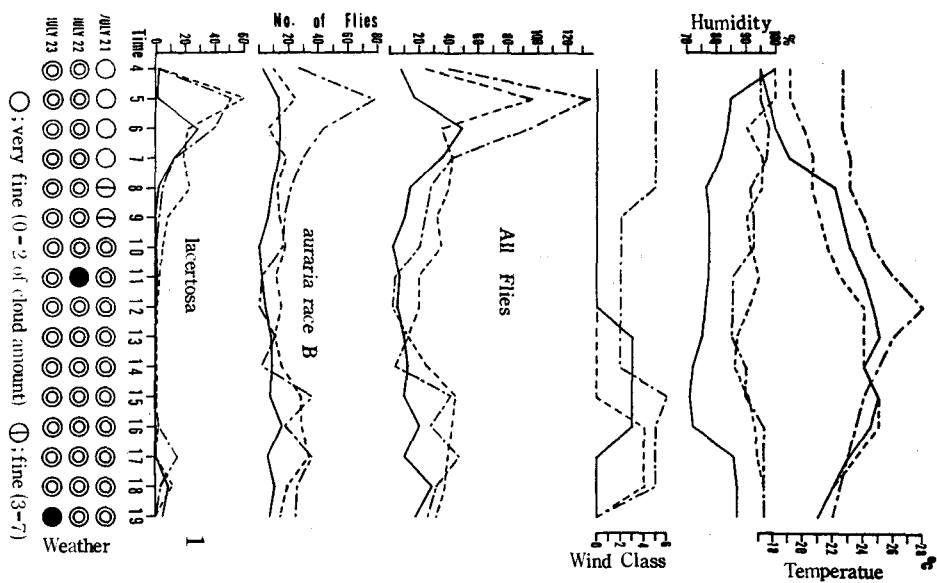 Humidity
70 80 90 100 %
No. of Flies
0 20 40 60
20 40 60 80
0 20 40 60 80 100 120
Time
4 5 6 7 8 9 10 11 12 13 14 15 16 17 18 19
JULY 21
JULY 22
JULY 23
All Flies
auraria race B
lacertosa
0 2 4 6
Wind Class
18 20 22 24 26 28 °C
Temperatue
Weather
1
○; very fine (0-2 of cloud amount) ⦶; fine (3-7)